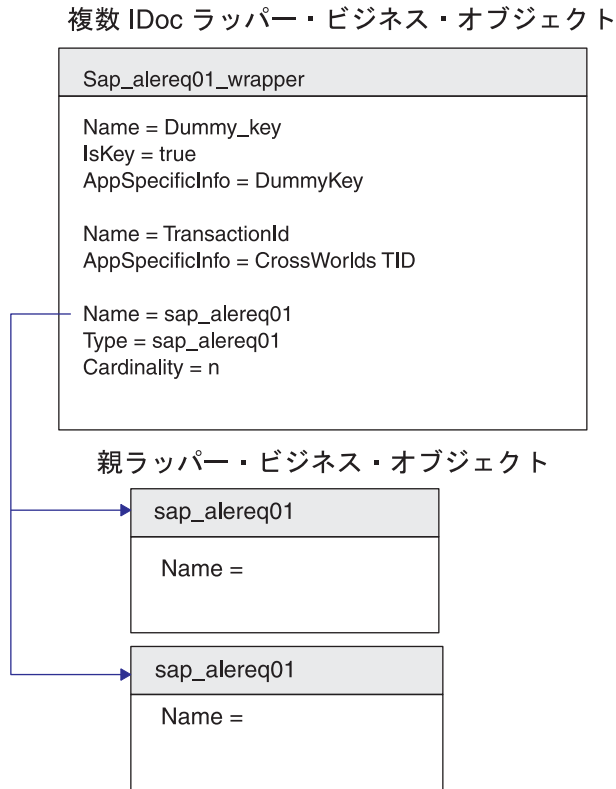 複数 IDoc ラッパー・ビジネス・オブジェクト
Sap_alereq01_wrapper
Name = Dummy_key
IsKey = true
AppSpecificInfo = DummyKey
Name = TransactionId
AppSpecificInfo = CrossWorlds TID
Name = sap_alereq01
Type = sap_alereq01
Cardinality = n
親ラッパー・ビジネス・オブジェクト
sap_alereq01
Name =
sap_alereq01
Name =